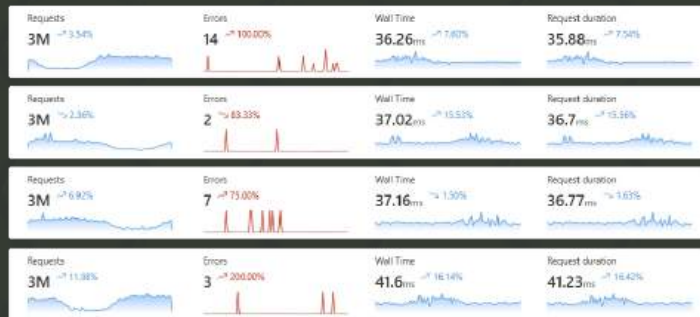 Requests Errors Wall Time Request duration
3M 3.54% 14 100.00% 36.26ms 7.60% 35.88ms 7.54%
Requests Errors Wall Time Request duration
3M 2.36% 2 83.33% 37.02ms 15.53% 36.7ms 15.56%
Requests Errors Wall Time Request duration
3M 6.92% 7 75.00% 37.16ms 1.50% 36.77ms 1.63%
Requests Errors Wall Time Request duration
3M 11.98% 3 200.00% 41.6ms 16.14% 41.23ms 16.42%